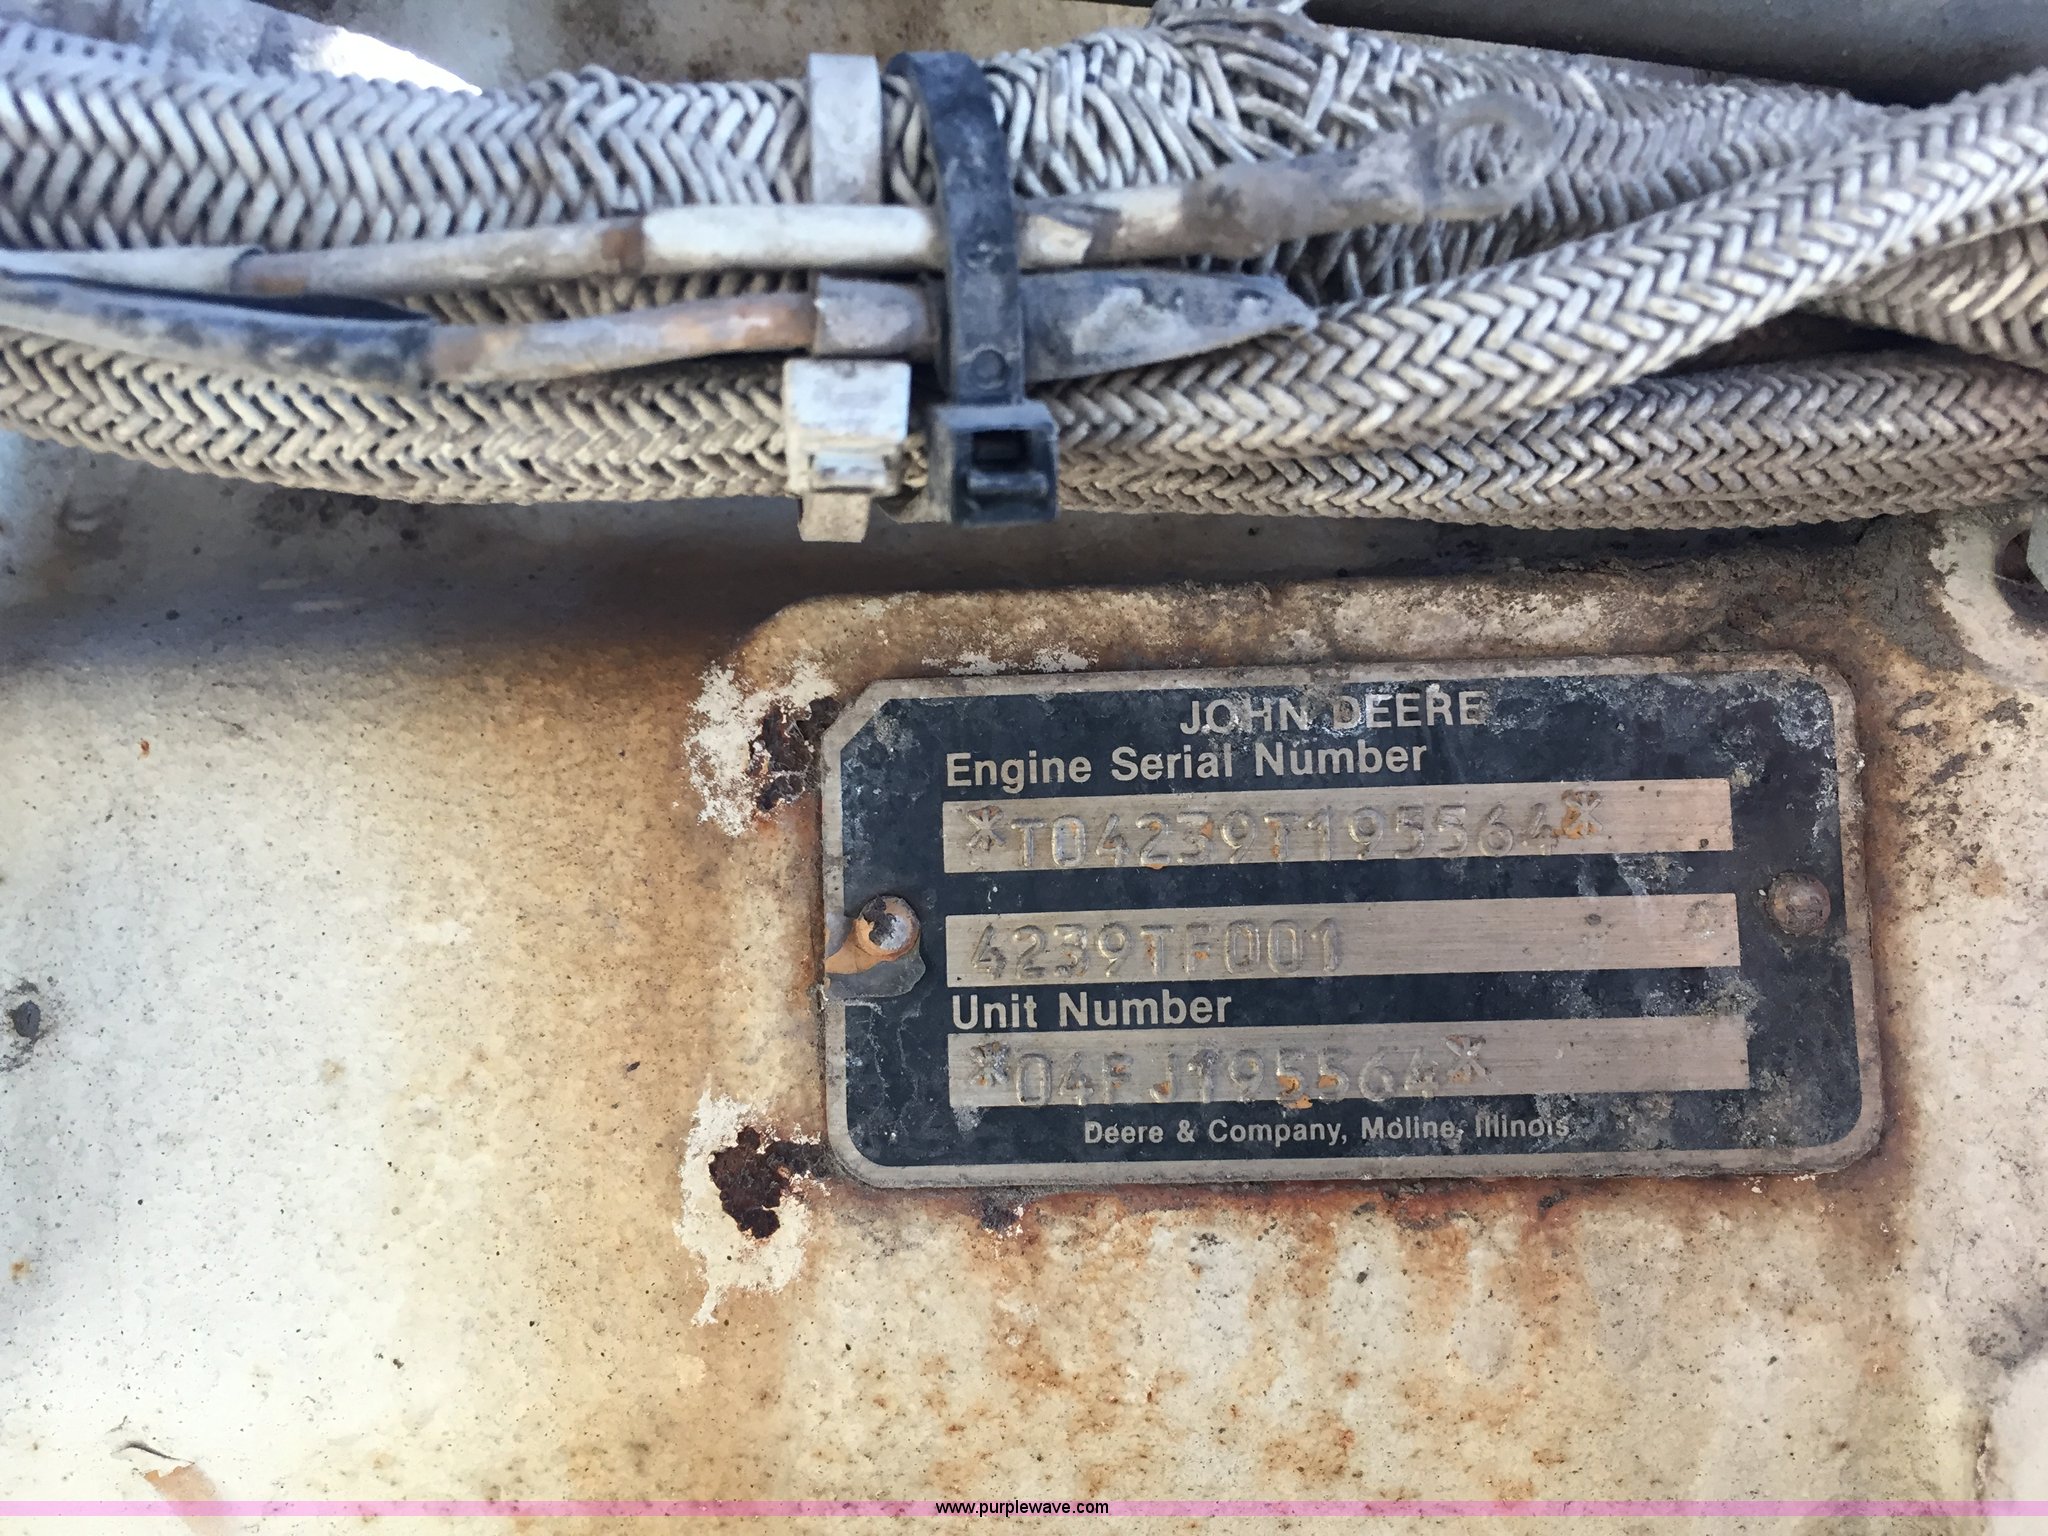 JOHN DEERE
Engine Serial Number
*T04239T195564*
4239TF001
Unit Number
*04FJ195564*
Deere & Company, Moline, Illinois
www.purplewave.com